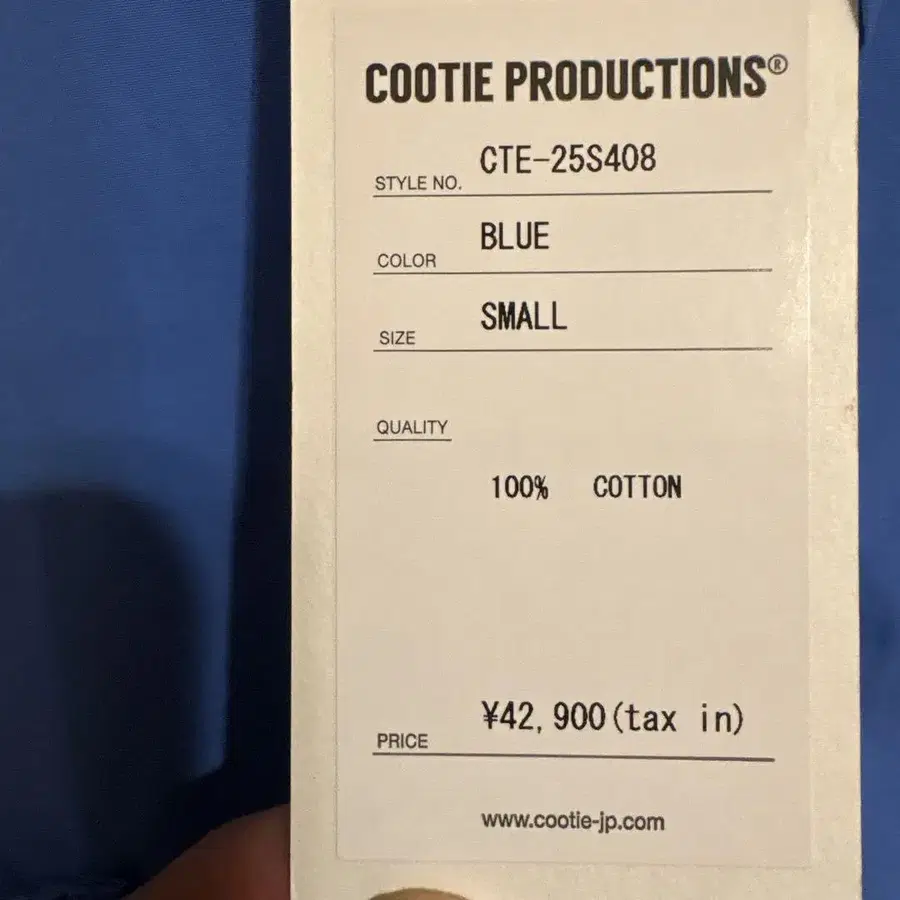 COOTIE PRODUCTIONS®
STYLE NO. CTE-25S408
COLOR BLUE
SIZE SMALL
QUALITY
100% COTTON
PRICE ¥42,900(tax in)
www.cootie-jp.com